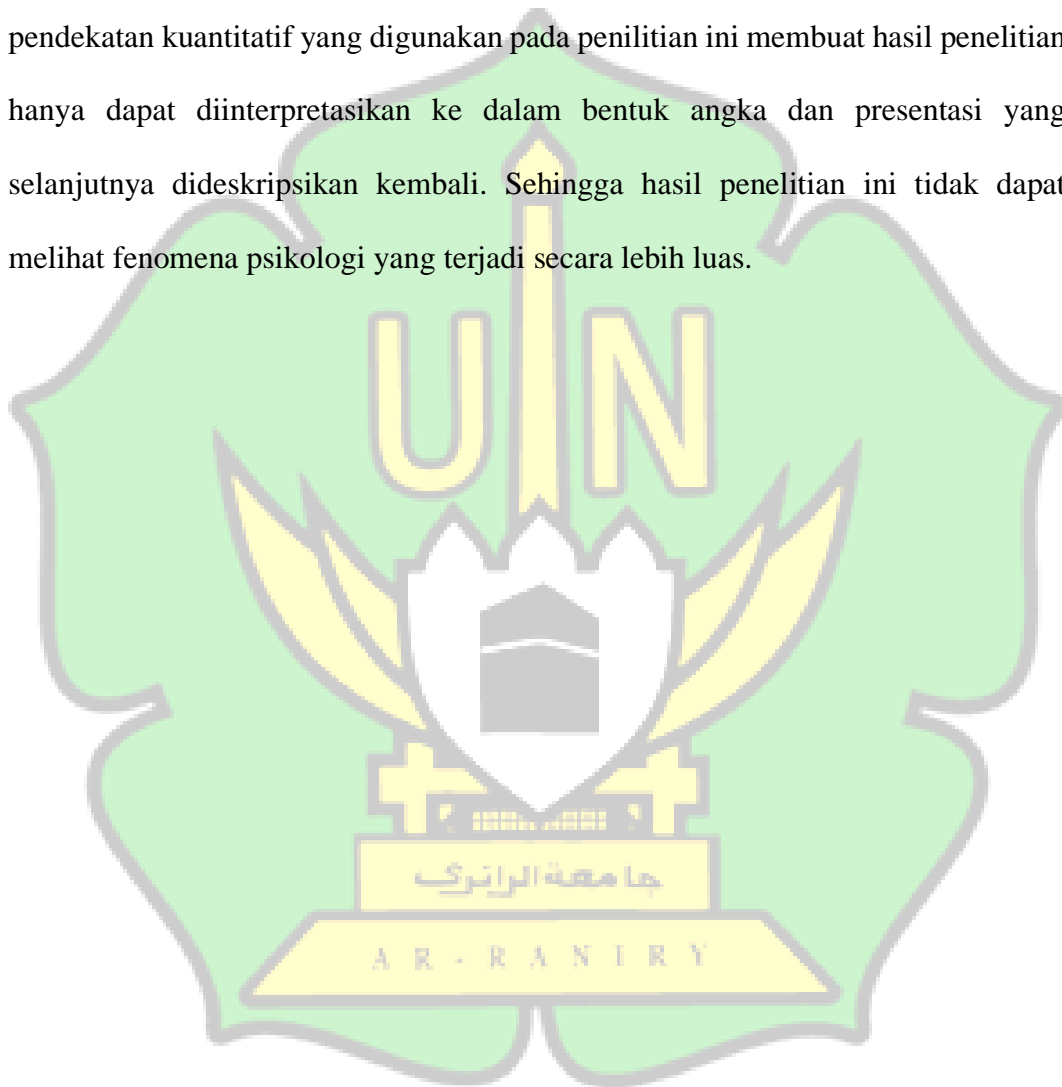 pendekatan kuantitatif yang digunakan pada penilitian ini membuat hasil penelitian
hanya dapat diinterpretasikan ke dalam bentuk angka dan presentasi yang
selanjutnya dideskripsikan kembali. Sehingga hasil penelitian ini tidak dapat
melihat fenomena psikologi yang terjadi secara lebih luas.
UIN
جامعة الرانري
AR - RANIRY